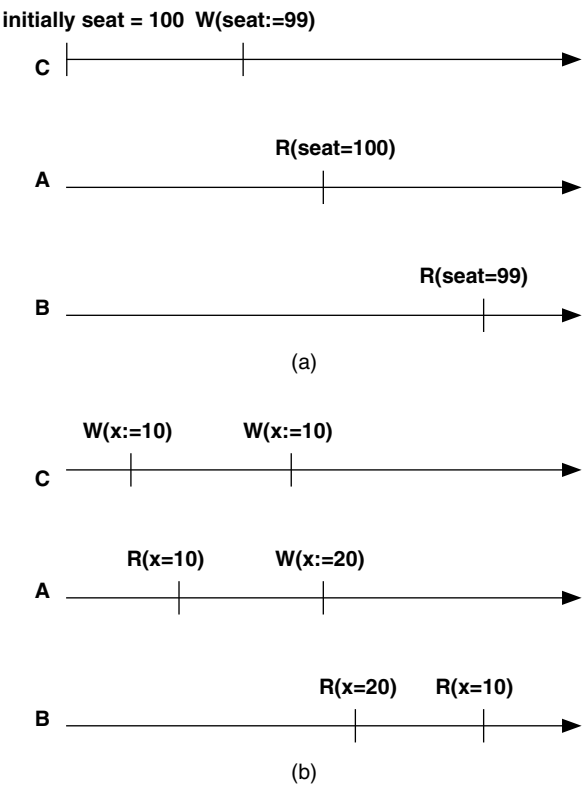 initially seat = 100 W(seat:=99)
C
R(seat=100)
A
R(seat=99)
B
(a)
W(x:=10) W(x:=10)
C
R(x=10) W(x:=20)
A
R(x=20) R(x=10)
B
(b)